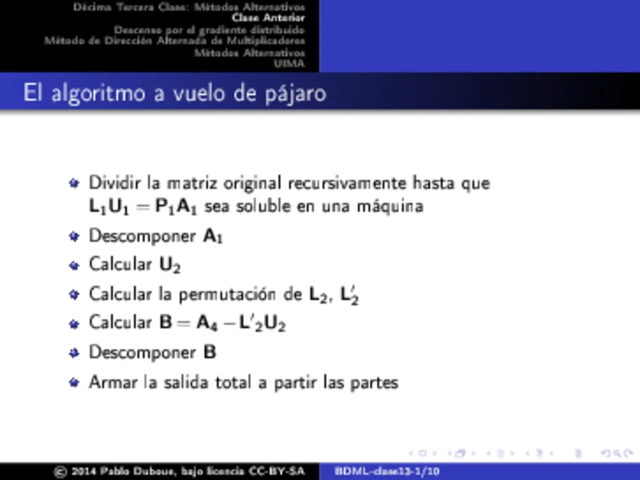 Décima Tercera Clase: Métodos Alternativos
Clase Anterior
Descenso por el gradiente distribuido
Método de Dirección Alternada de Multiplicadores
Métodos Alternativos
UIMA
El algoritmo a vuelo de pájaro
Dividir la matriz original recursivamente hasta que
L₁U₁ = P₁A₁ sea soluble en una máquina
Descomponer A₁
Calcular U₂
Calcular la permutación de L₂, L′₂
Calcular B = A₄ − L′₂U₂
Descomponer B
Armar la salida total a partir las partes
© 2014 Pablo Duboue, bajo licencia CC-BY-SA
BDML-clase13-1/10